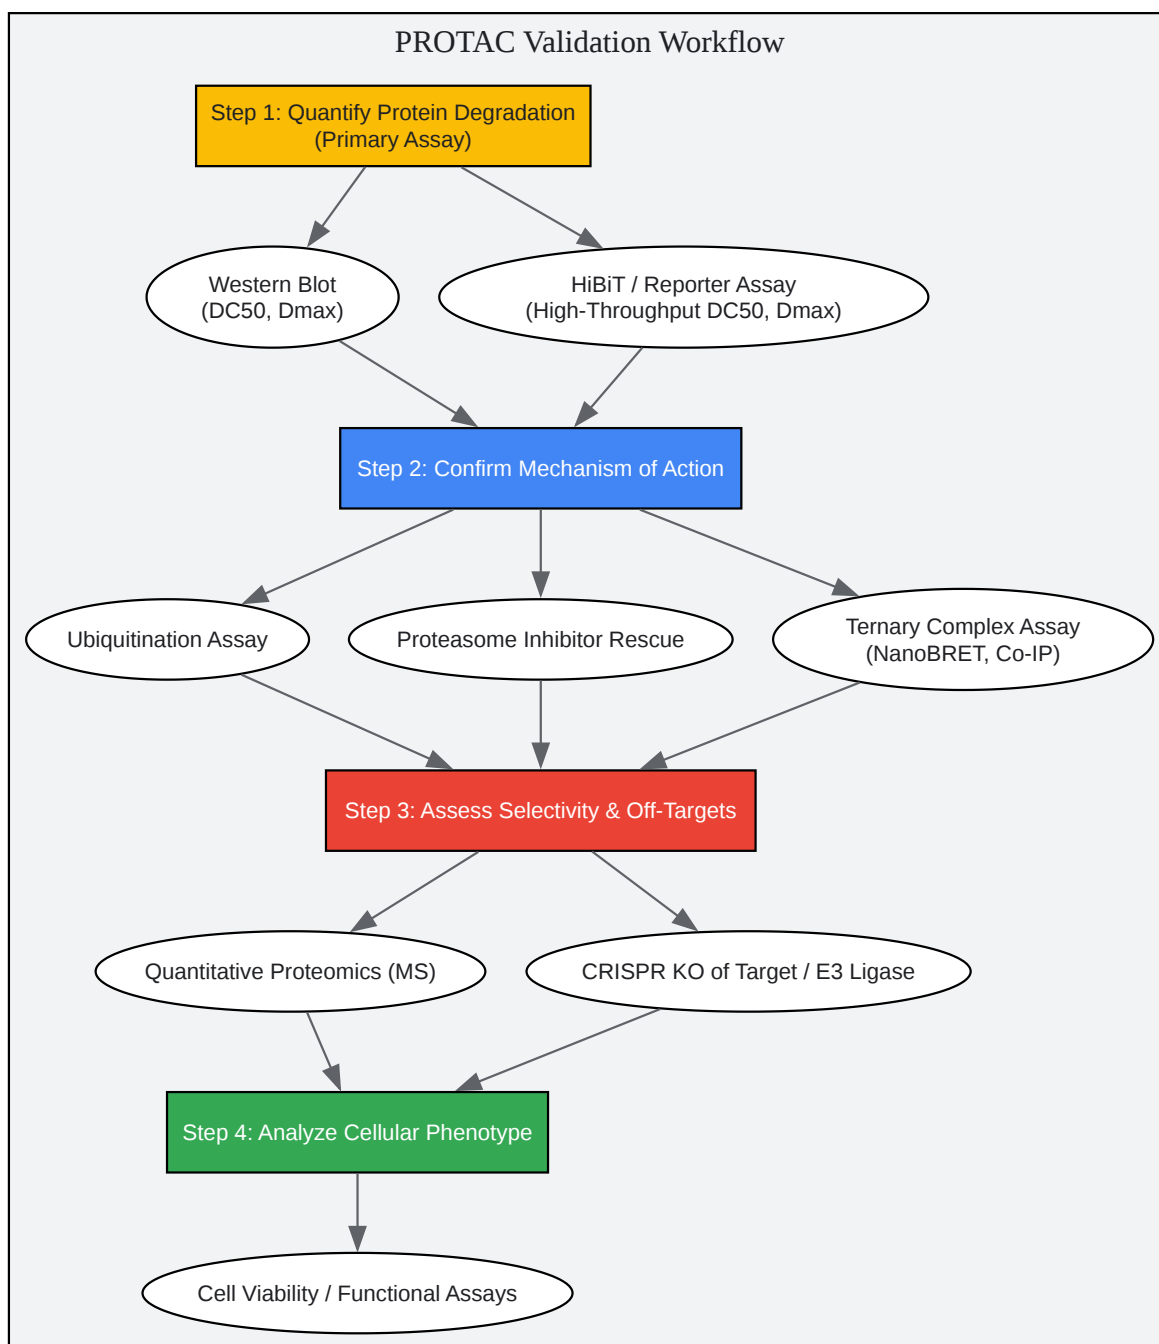 PROTAC Validation Workflow
Step 1: Quantify Protein Degradation
(Primary Assay)
Western Blot
(DC50, Dmax)
HiBiT / Reporter Assay
(High-Throughput DC50, Dmax)
Step 2: Confirm Mechanism of Action
Ubiquitination Assay
Proteasome Inhibitor Rescue
Ternary Complex Assay
(NanoBRET, Co-IP)
Step 3: Assess Selectivity & Off-Targets
Quantitative Proteomics (MS)
CRISPR KO of Target / E3 Ligase
Step 4: Analyze Cellular Phenotype
Cell Viability / Functional Assays